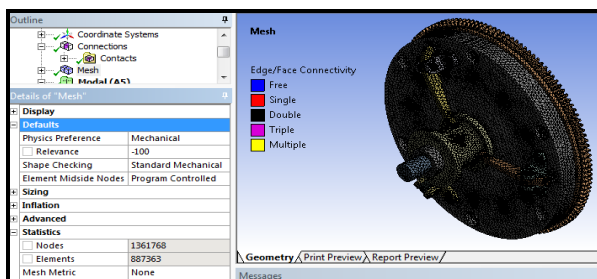 Outline
Coordinate Systems
Connections
Contacts
Mesh
Modal (A5)
Details of "Mesh"
Display
Defaults
Physics Preference Mechanical
Relevance -100
Shape Checking Standard Mechanical
Element Midside Nodes Program Controlled
Sizing
Inflation
Advanced
Statistics
Nodes 1361768
Elements 887363
Mesh Metric None
Mesh
Edge/Face Connectivity
Free
Single
Double
Triple
Multiple
Geometry Print Preview Report Preview
Messages